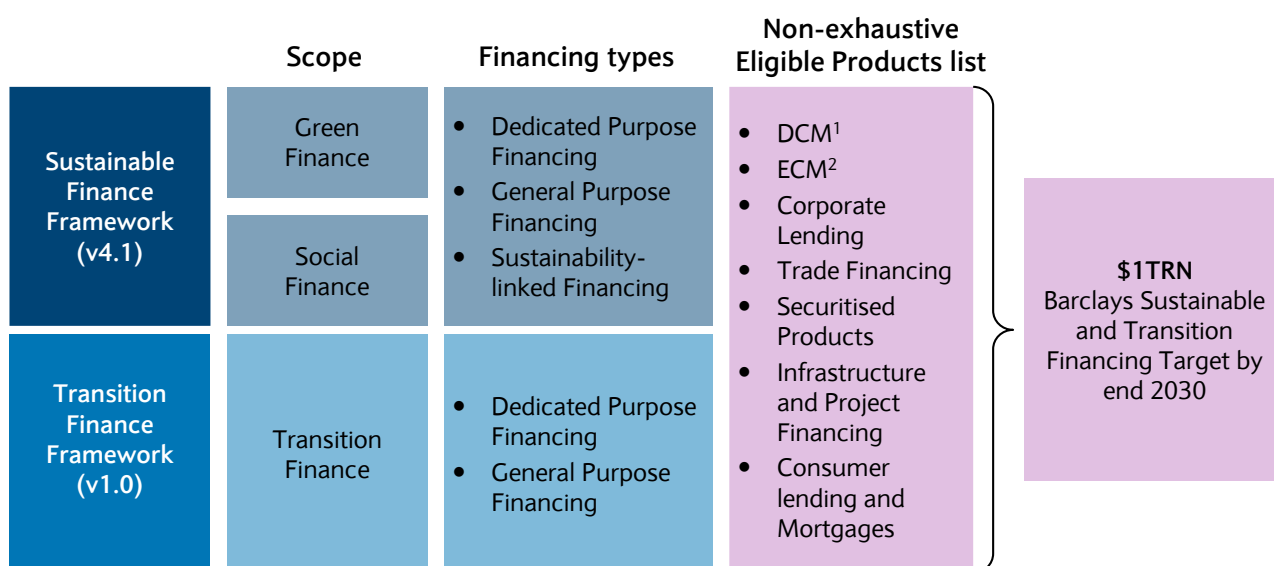 Scope
Financing types
Non-exhaustive
Eligible Products list
Sustainable
Finance
Framework
(v4.1)
Green
Finance
Social
Finance
• Dedicated Purpose
Financing
• General Purpose
Financing
• Sustainability-
linked Financing
Transition
Finance
Framework
(v1.0)
Transition
Finance
• Dedicated Purpose
Financing
• General Purpose
Financing
• DCM¹
• ECM²
• Corporate
Lending
• Trade Financing
• Securitised
Products
• Infrastructure
and Project
Financing
• Consumer
lending and
Mortgages
$1TRN
Barclays Sustainable
and Transition
Financing Target by
end 2030